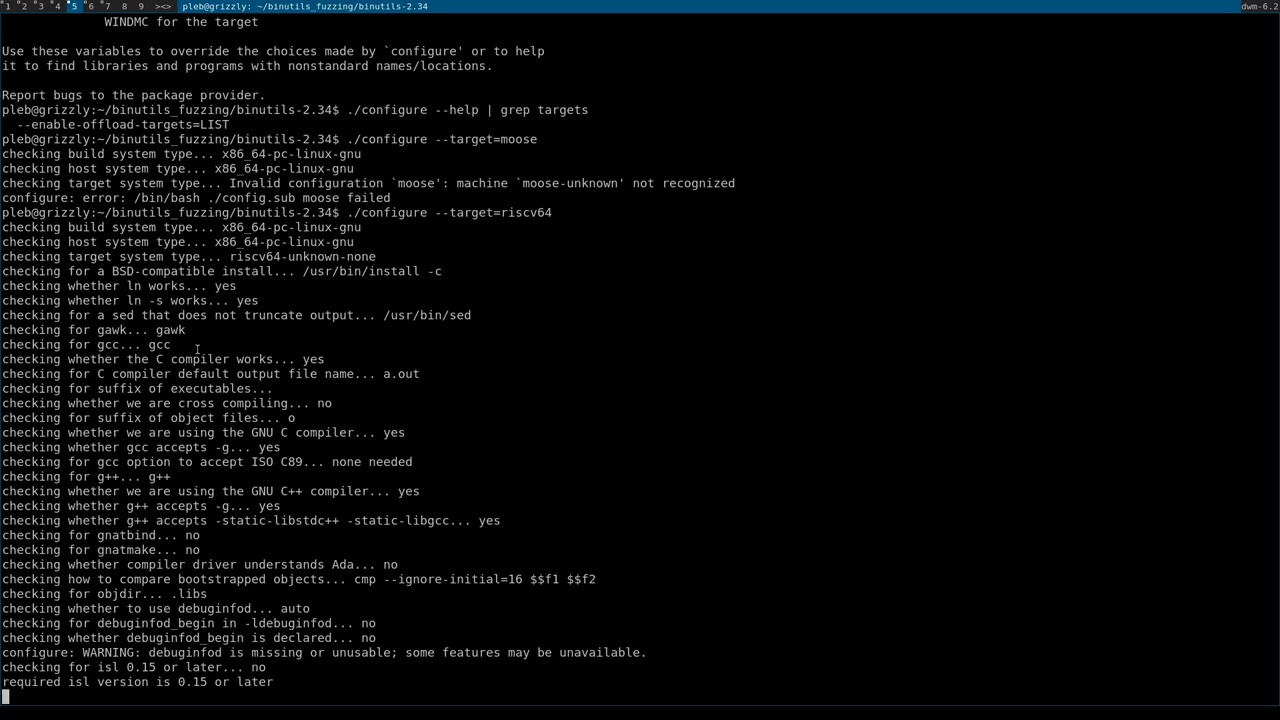 1 2 3 4 5 6 7 8 9 ><> pleb@grizzly: ~/binutils_fuzzing/binutils-2.34 dwm-6.2
WINDMC for the target
Use these variables to override the choices made by `configure' or to help
it to find libraries and programs with nonstandard names/locations.
Report bugs to the package provider.
pleb@grizzly:~/binutils_fuzzing/binutils-2.34$ ./configure --help | grep targets
--enable-offload-targets=LIST
pleb@grizzly:~/binutils_fuzzing/binutils-2.34$ ./configure --target=moose
checking build system type... x86_64-pc-linux-gnu
checking host system type... x86_64-pc-linux-gnu
checking target system type... Invalid configuration `moose': machine `moose-unknown' not recognized
configure: error: /bin/bash ./config.sub moose failed
pleb@grizzly:~/binutils_fuzzing/binutils-2.34$ ./configure --target=riscv64
checking build system type... x86_64-pc-linux-gnu
checking host system type... x86_64-pc-linux-gnu
checking target system type... riscv64-unknown-none
checking for a BSD-compatible install... /usr/bin/install -c
checking whether ln works... yes
checking whether ln -s works... yes
checking for a sed that does not truncate output... /usr/bin/sed
checking for gawk... gawk
checking for gcc... gcc
checking whether the C compiler works... yes
checking for C compiler default output file name... a.out
checking for suffix of executables...
checking whether we are cross compiling... no
checking for suffix of object files... o
checking whether we are using the GNU C compiler... yes
checking whether gcc accepts -g... yes
checking for gcc option to accept ISO C89... none needed
checking for g++... g++
checking whether we are using the GNU C++ compiler... yes
checking whether g++ accepts -g... yes
checking whether g++ accepts -static-libstdc++ -static-libgcc... yes
checking for gnatbind... no
checking for gnatmake... no
checking whether compiler driver understands Ada... no
checking how to compare bootstrapped objects... cmp --ignore-initial=16 $$f1 $$f2
checking for objdir... .libs
checking whether to use debuginfod... auto
checking for debuginfod_begin in -ldebuginfod... no
checking whether debuginfod_begin is declared... no
configure: WARNING: debuginfod is missing or unusable; some features may be unavailable.
checking for isl 0.15 or later... no
required isl version is 0.15 or later